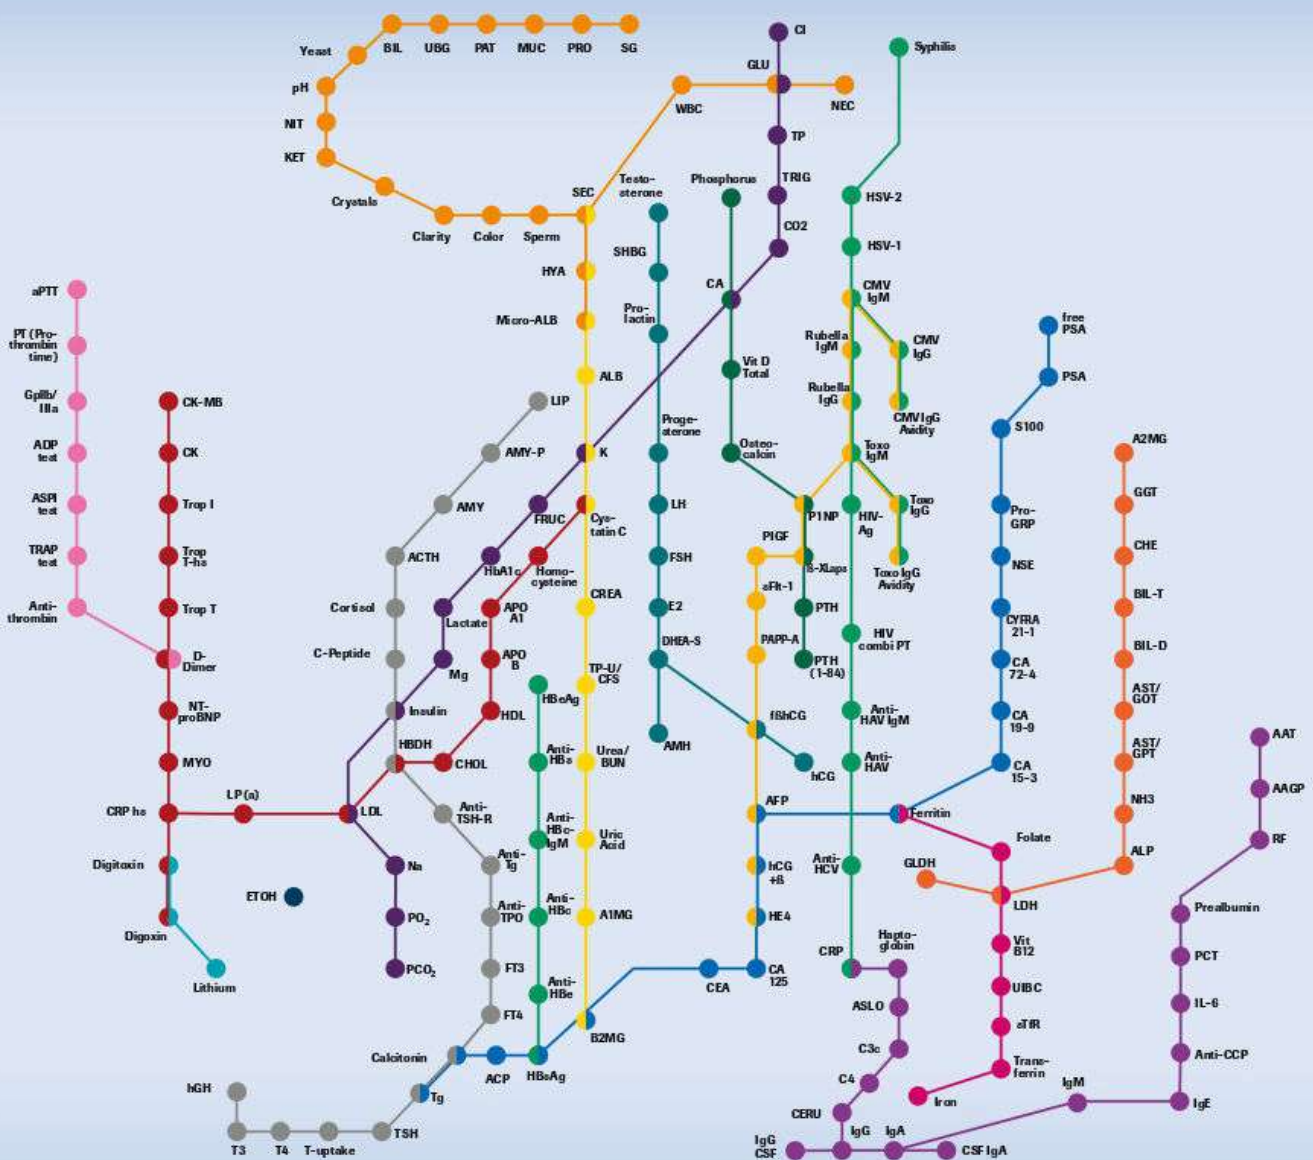 BIL
UBG
PAT
MUC
PRO
SG
Yeast
pH
NIT
KET
Crystals
Clarity
Color
Sperm
SEC
WBC
GLU
NEC
CI
TP
TRIG
CO2
Syphilis
HSV-2
HSV-1
CMV
IgM
Rubella
IgM
CMV
IgG
Rubella
IgG
CMV IgG
Avidity
Toxo
IgM
Toxo
IgG
Toxo IgG
Avidity
HIV-
Ag
HIV
combi PT
Anti-
HAV IgM
Anti-
HAV
Anti-
HCV
CRP
HYA
Micro-ALB
ALB
K
Cys-
tatin C
CREA
TP-U/
CFS
Urea/
BUN
Uric
Acid
A1MG
B2MG
Testo-
sterone
SHBG
Pro-
lactin
Proge-
sterone
LH
FSH
E2
DHEA-S
AMH
fßhCG
hCG
Phosphorus
CA
Vit D
Total
Osteo-
calcin
P1NP
ß-XLaps
PTH
PTH
(1-84)
PIGF
sFlt-1
PAPP-A
AFP
hCG
+ß
HE4
CA
125
CEA
free
PSA
PSA
S100
Pro-
GRP
NSE
CYFRA
21-1
CA
72-4
CA
19-9
CA
15-3
Ferritin
A2MG
GGT
CHE
BIL-T
BIL-D
AST/
GOT
AST/
GPT
NH3
ALP
GLDH
LDH
Folate
Vit
B12
UIBC
sTfR
Trans-
ferrin
Iron
AAT
AAGP
RF
Prealbumin
PCT
IL-6
Anti-CCP
IgE
IgM
Hapto-
globin
ASLO
C3c
C4
CERU
IgG
IgA
IgG
CSF
CSF IgA
aPTT
PT (Pro-
thrombin
time)
GpIIb/
IIIa
ADP
test
ASPI
test
TRAP
test
Anti-
thrombin
CK-MB
CK
Trop I
Trop
T-hs
Trop T
D-
Dimer
NT-
proBNP
MYO
CRP hs
LP (a)
LDL
Digitoxin
Digoxin
Lithium
ETOH
LIP
AMY-P
AMY
ACTH
Cortisol
C-Peptide
Insulin
HBDH
CHOL
HDL
APO
B
APO
A1
Homo-
cysteine
FRUC
HbA1c
Lactate
Mg
Na
PO2
PCO2
Anti-
TSH-R
Anti-
Tg
Anti-
TPO
FT3
FT4
Calcitonin
ACP
HBsAg
Tg
TSH
T-uptake
T4
T3
hGH
HBeAg
Anti-
HBs
Anti-
HBc-
IgM
Anti-
HBc
Anti-
HBe